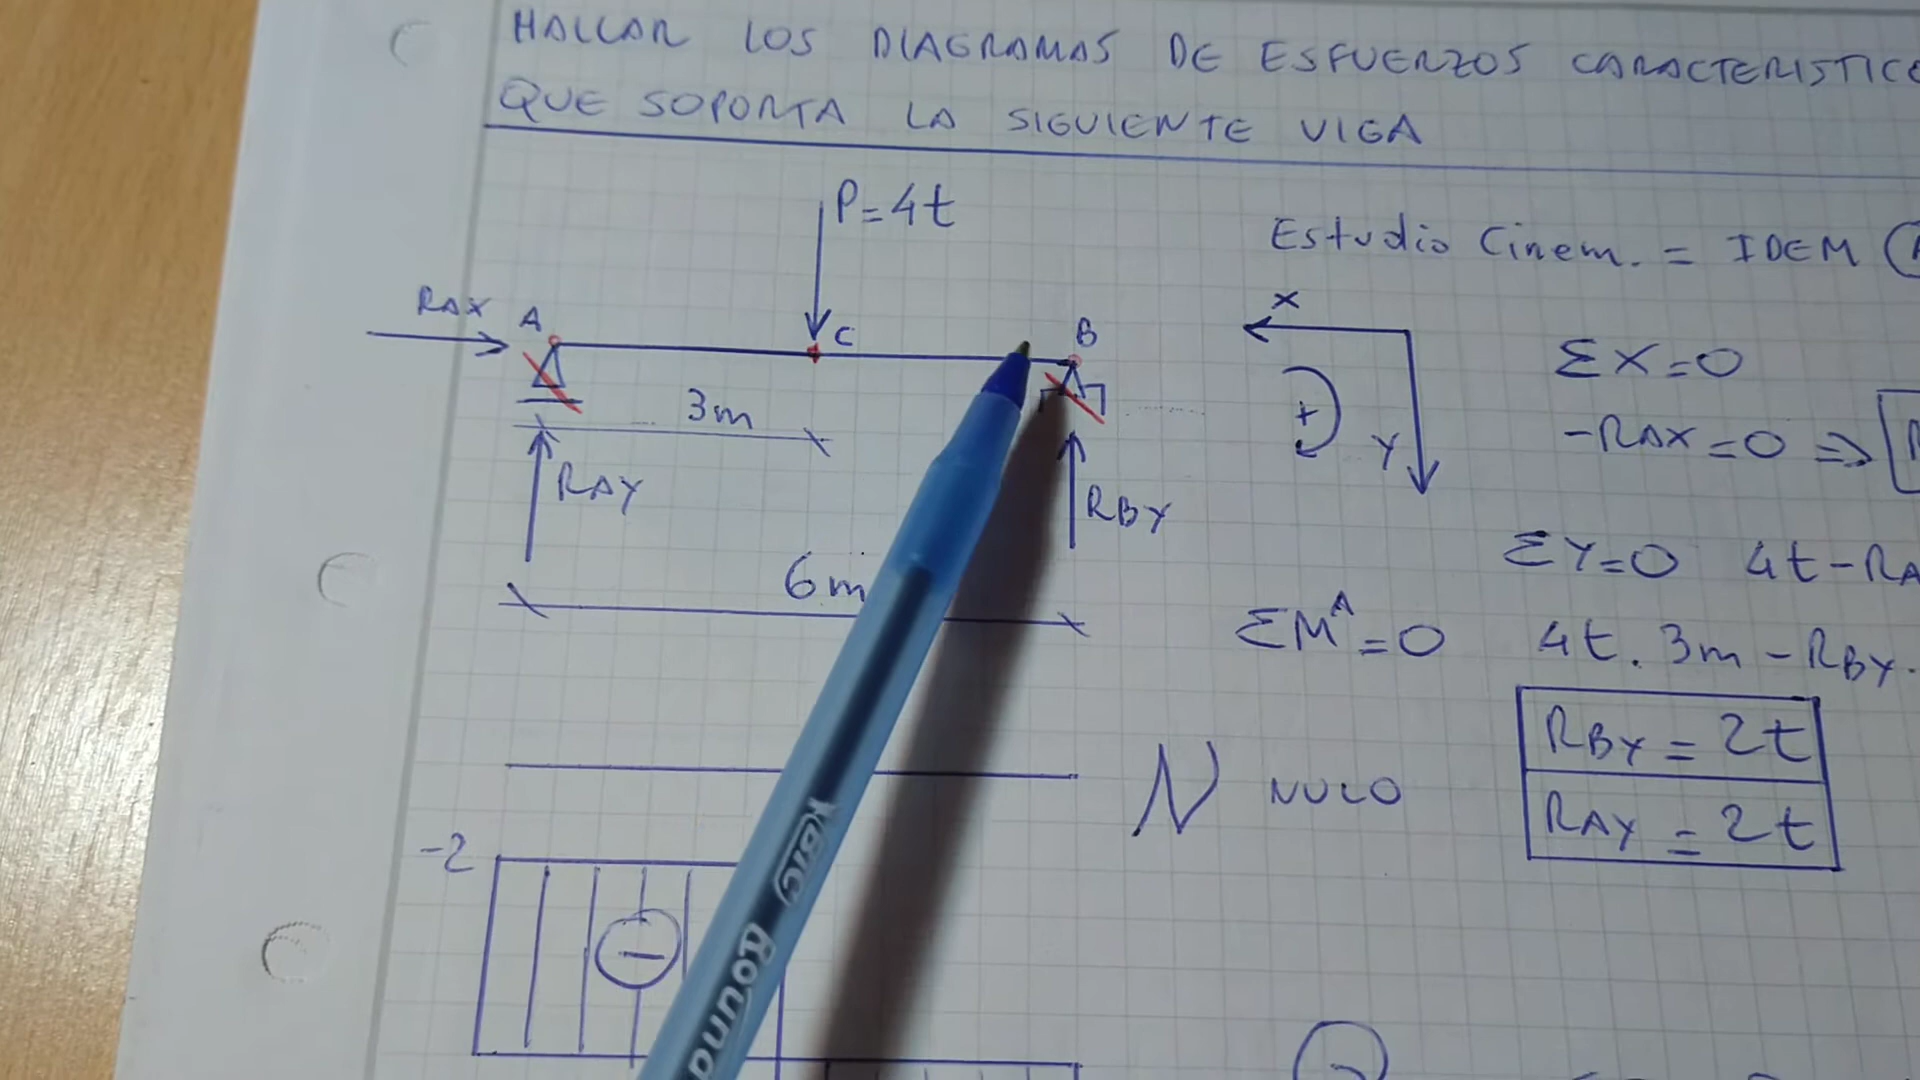 HALLAR LOS DIAGRAMAS DE ESFUERZOS
QUE SOPORTA LA SIGUIENTE VIGA
P=4t
Estudio Cinem. = IDEM
RAX
A
C
B
X
ΣX=0
3m
+
Y
-RAX=0 =>
RAY
RBY
ΣY=0 4t-RA
6m
ΣMᴬ=0 4t.3m-RBY.
RBY=2t
N NULO
RAY=2t
-2
-
BIC
Round